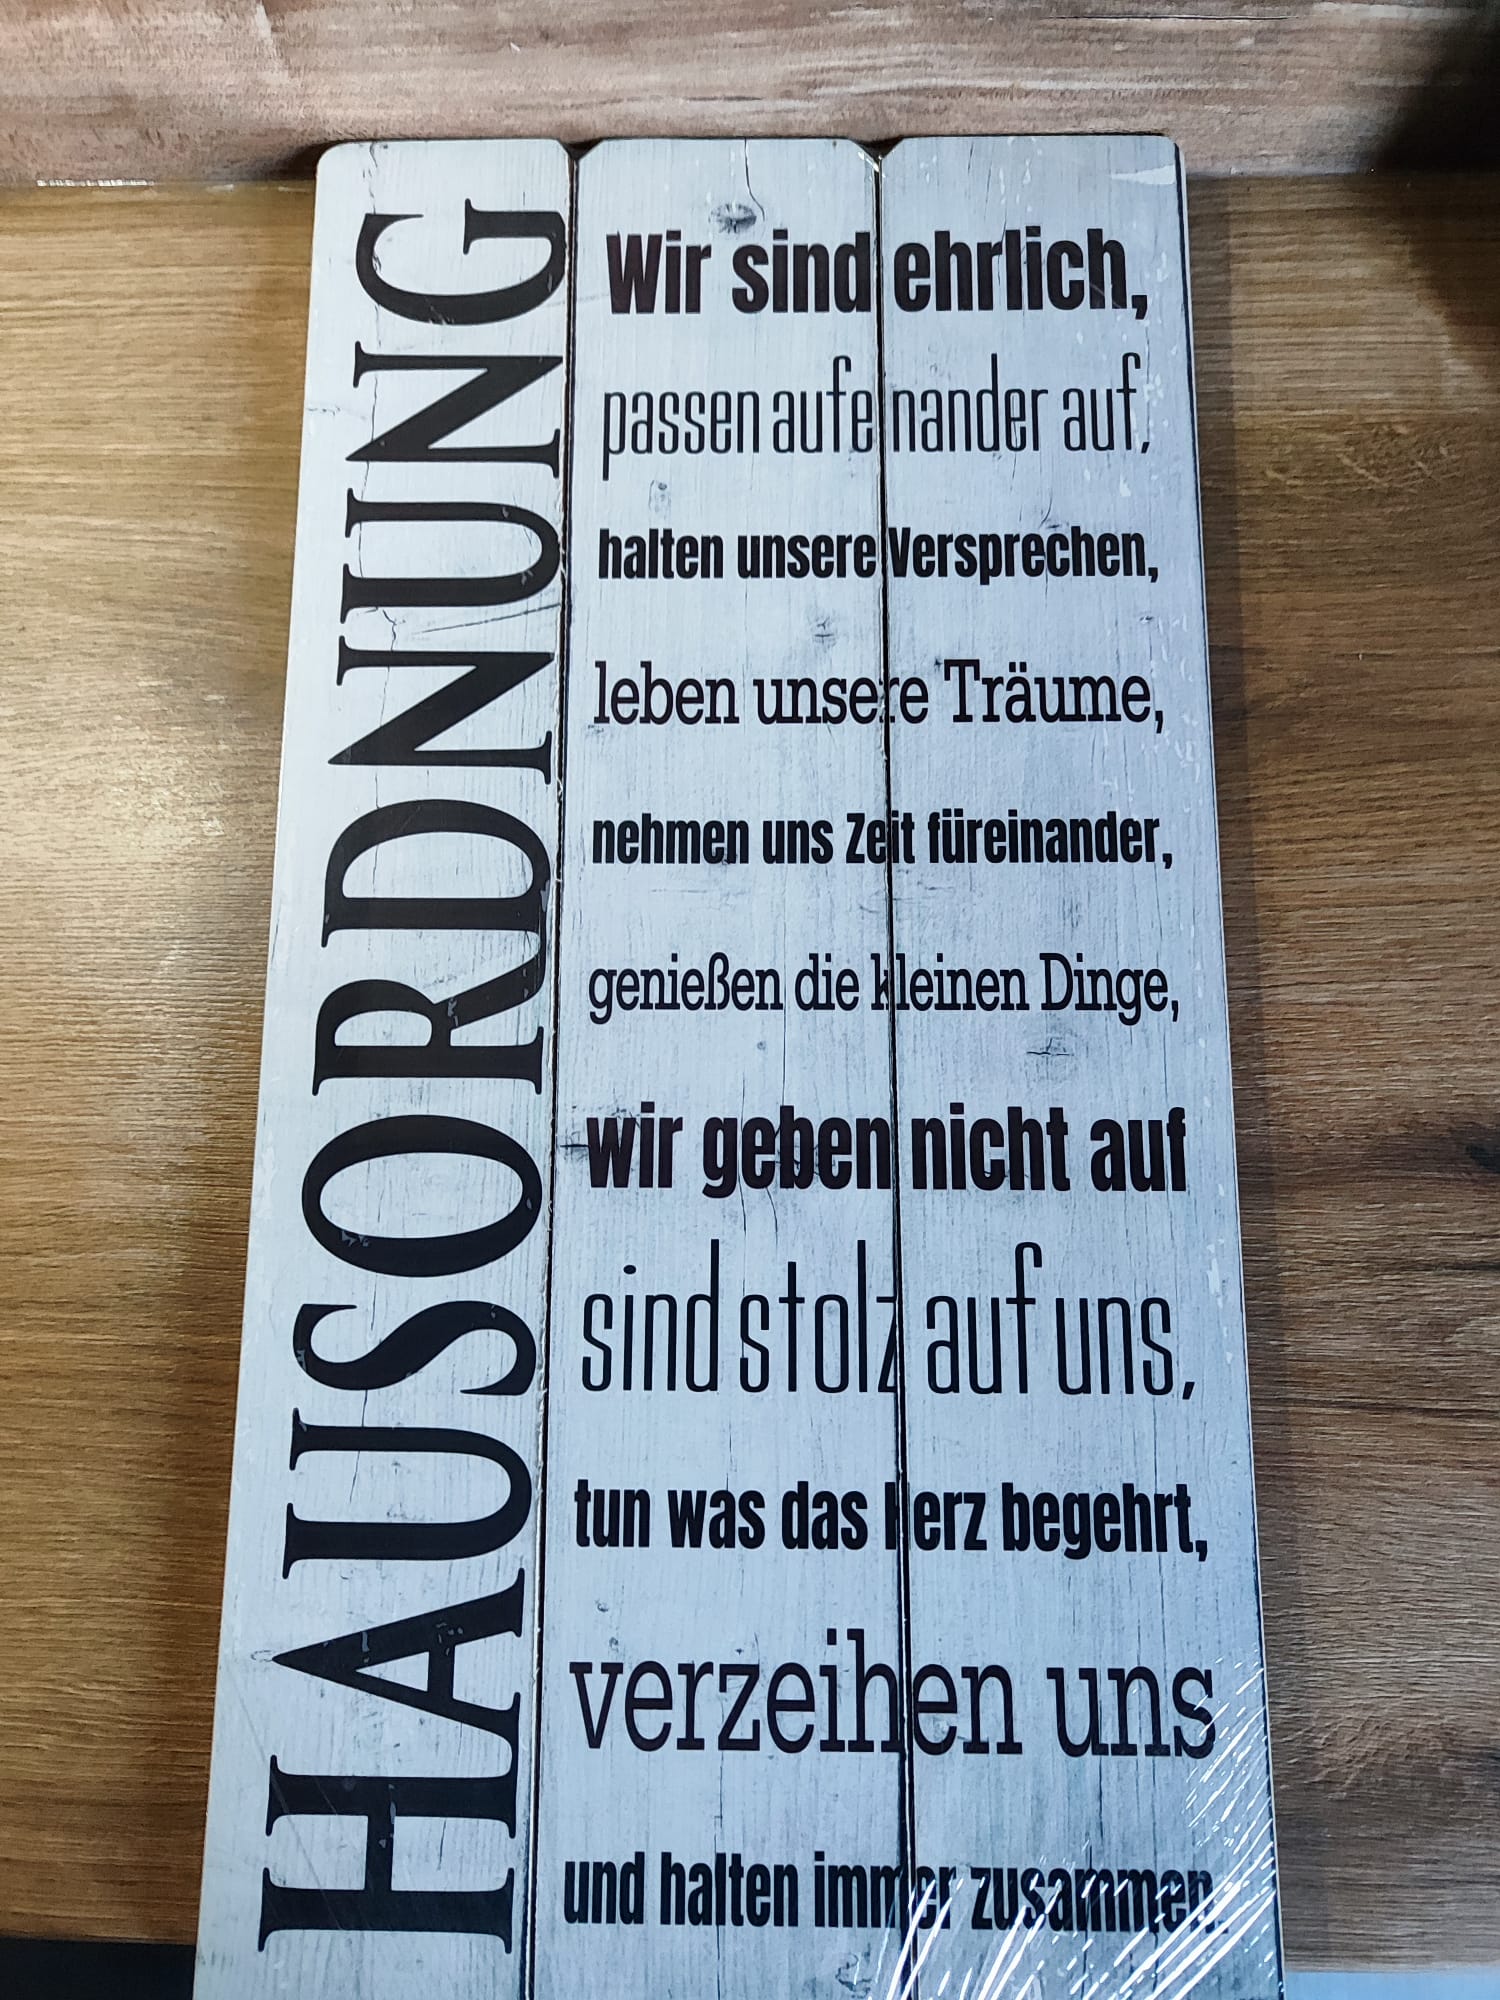 HAUSORDNUNG
Wir sind ehrlich,
passen aufeinander auf,
halten unsere Versprechen,
leben unsere Träume,
nehmen uns Zeit füreinander,
genießen die kleinen Dinge,
wir geben nicht auf
sind stolz auf uns,
tun was das Herz begehrt,
verzeihen uns
und halten immer zusammen.